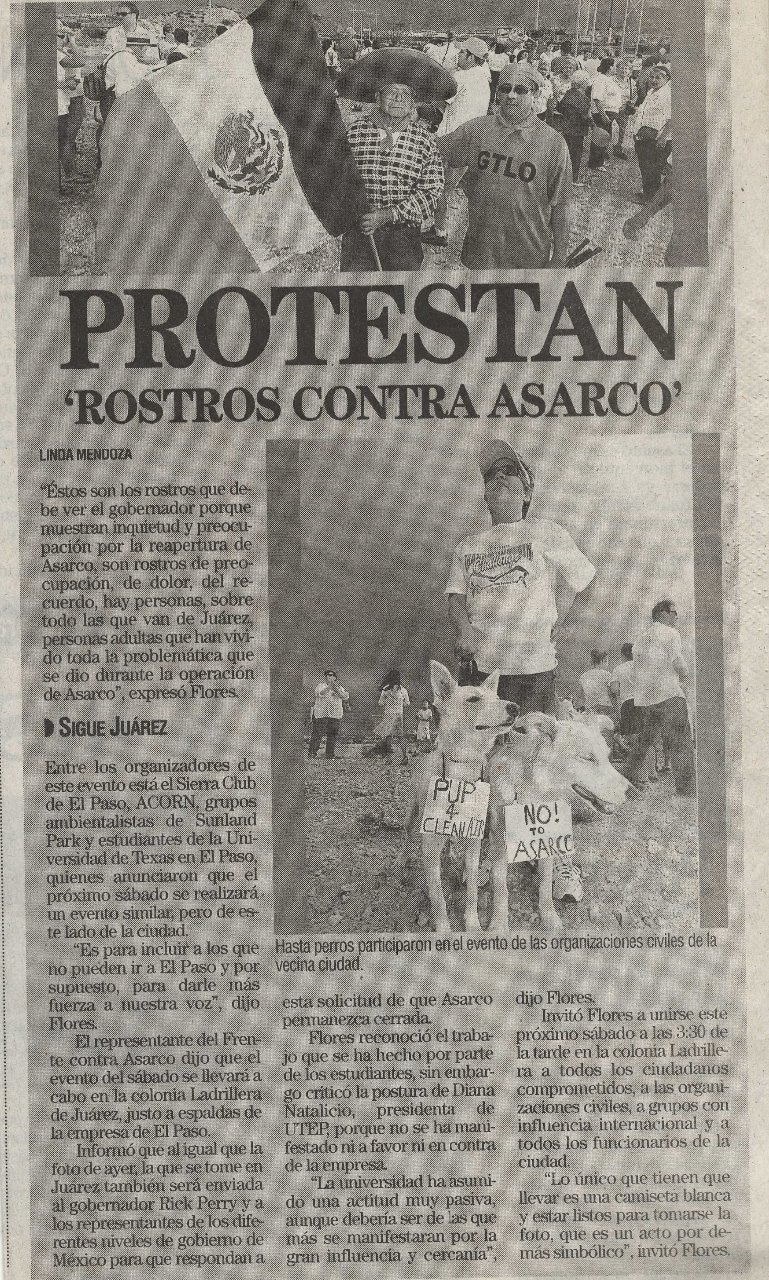 GTLO
PROTESTAN
‘ROSTROS CONTRA ASARCO’
LINDA MENDOZA
“Éstos son los rostros que de-
be ver el gobernador porque
muestran inquietud y preocu-
pación por la reapertura de
Asarco, son rostros de preo-
cupación, de dolor, del re-
cuerdo, hay personas, sobre
todo las que van de Juárez,
personas adultas que han vivi-
do toda la problemática que
se dio durante la operación
de Asarco”, expresó Flores.
SIGUE JUÁREZ
Entre los organizadores de
este evento está el Sierra Club
de El Paso, ACORN, grupos
ambientalistas de Sunland
Park y estudiantes de la Uni-
versidad de Texas en El Paso,
quienes anunciaron que el
próximo sábado se realizará
un evento similar, pero de es-
te lado de la ciudad.
“Es para incluir a los que
no pueden ir a El Paso y por
supuesto, para darle más
fuerza a nuestra voz”, dijo
Flores.
El representante del Fren-
te contra Asarco dijo que el
evento del sábado se llevará a
cabo en la colonia Ladrillera
de Juárez, justo a espaldas de
la empresa de El Paso.
Informó que al igual que la
foto de ayer, la que se tome en
Juárez también será enviada
al gobernador Rick Perry y a
los representantes de los dife-
rentes niveles de gobierno de
México para que respondan a
Challenge
PUP
4
CLEAN AIR
NO!
TO
ASARCO
Hasta perros participaron en el evento de las organizaciones civiles de la
vecina ciudad.
esta solicitud de que Asarco
permanezca cerrada.
Flores reconoció el traba-
jo que se ha hecho por parte
de los estudiantes, sin embar-
go criticó la postura de Diana
Natalicio, presidenta de
UTEP, porque no se ha mani-
festado ni a favor ni en contra
de la empresa.
“La universidad ha asumi-
do una actitud muy pasiva,
aunque debería ser de las que
más se manifestaran por la
gran influencia y cercanía”,
dijo Flores.
Invitó Flores a unirse este
próximo sábado a las 3:30 de
la tarde en la colonia Ladrille-
ra a todos los ciudadanos
comprometidos, a las organi-
zaciones civiles, a grupos con
influencia internacional y a
todos los funcionarios de la
ciudad.
“Lo único que tienen que
llevar es una camiseta blanca
y estar listos para tomarse la
foto, que es un acto por de-
más simbólico”, invitó Flores.